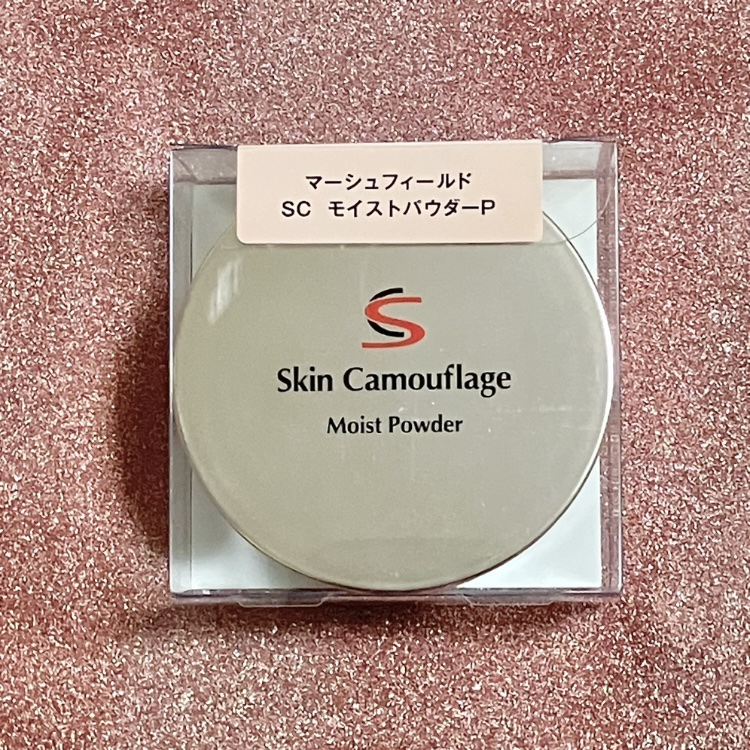 マーシュフィールド
SC モイストパウダーP
SC
Skin Camouflage
Moist Powder